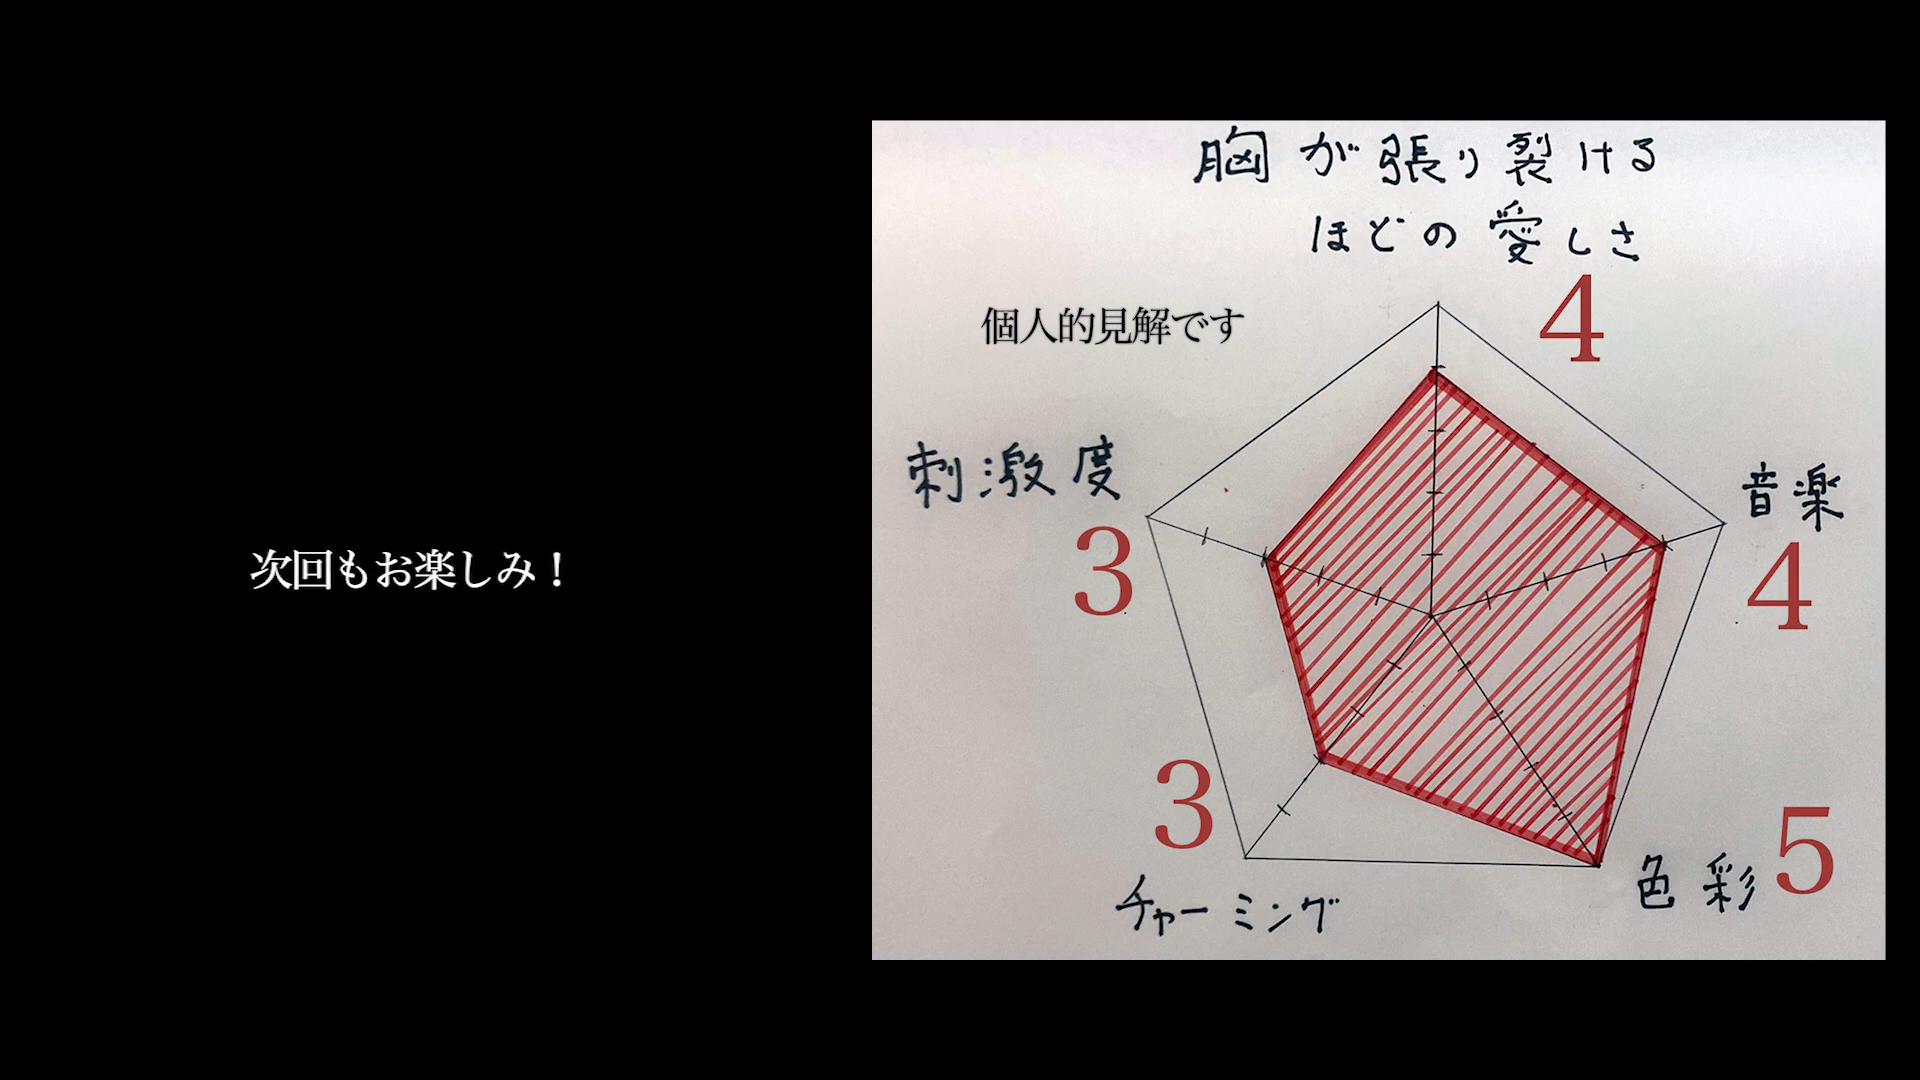 次回もお楽しみ！
胸が張り裂ける
ほどの愛しさ
4
個人的見解です
刺激度
3
音楽
4
チャーミング
3
色彩
5